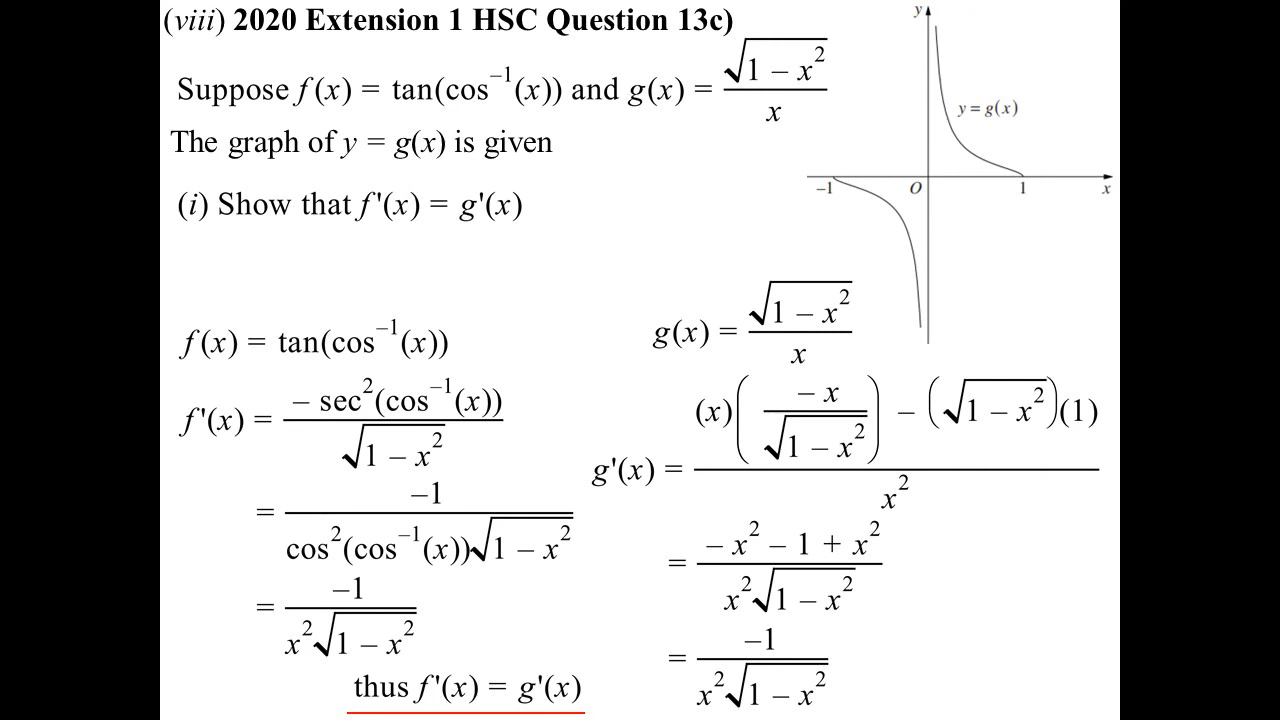 (viii) 2020 Extension 1 HSC Question 13c)
Suppose f(x) = tan(cos⁻¹(x)) and g(x) = √(1 – x²) / x
The graph of y = g(x) is given
(i) Show that f'(x) = g'(x)
y
y = g(x)
–1 O 1 x
f(x) = tan(cos⁻¹(x))
f'(x) = – sec²(cos⁻¹(x)) / √(1 – x²)
= –1 / cos²(cos⁻¹(x))√(1 – x²)
= –1 / x²√(1 – x²)
thus f'(x) = g'(x)
g(x) = √(1 – x²) / x
g'(x) = (x)(– x / √(1 – x²)) – (√(1 – x²))(1) / x²
= – x² – 1 + x² / x²√(1 – x²)
= –1 / x²√(1 – x²)